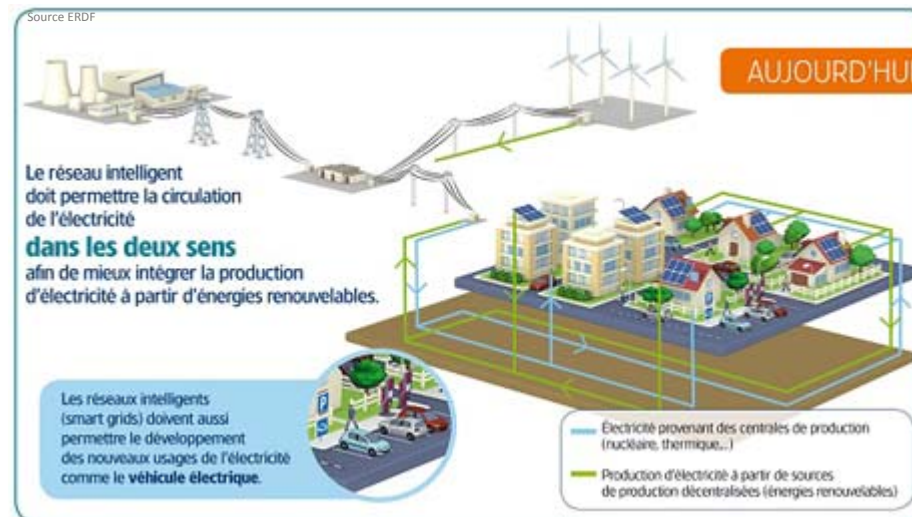 Source ERDF
AUJOURD'HUI
Le réseau intelligent
doit permettre la circulation
de l'électricité
dans les deux sens
afin de mieux intégrer la production
d'électricité à partir d'énergies renouvelables.
Les réseaux intelligents
(smart grids) doivent aussi
permettre le développement
des nouveaux usages de l'électricité
comme le véhicule électrique.
P
Électricité provenant des centrales de production
(nucléaire, thermique...)
Production d'électricité à partir de sources
de production décentralisées (énergies renouvelables)